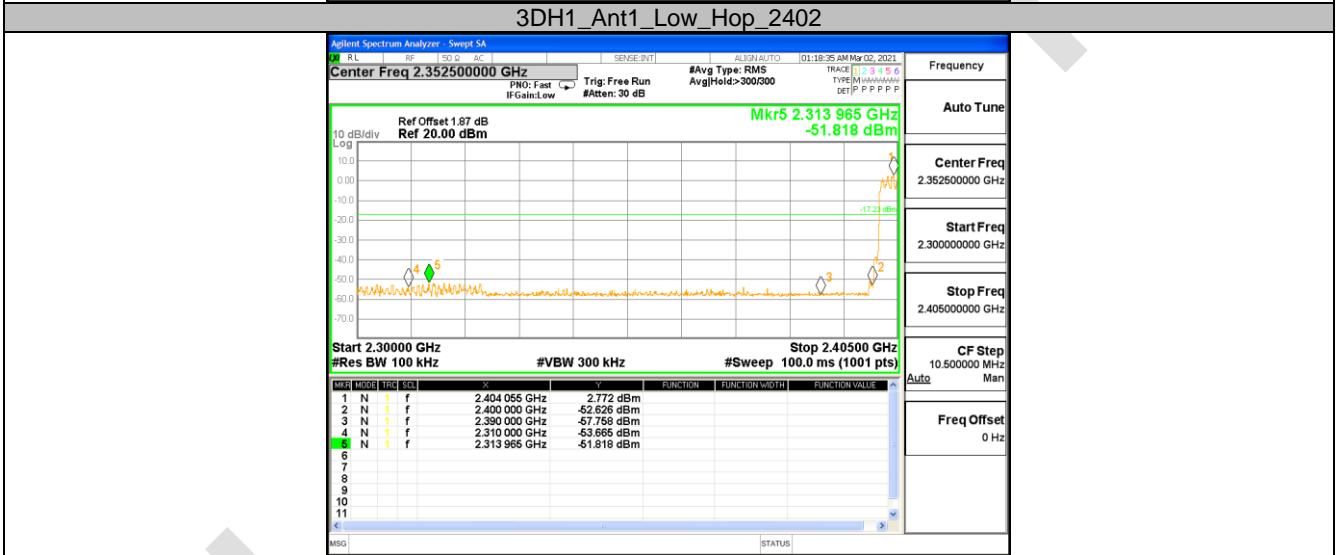 3DH1_Ant1_Low_Hop_2402
Agilent Spectrum Analyzer - Swept SA
RL RF 50 Ω AC SENSE:INT ALIGN AUTO 01:18:35 AM Mar 02, 2021
Center Freq 2.352500000 GHz
PNO: Fast
IFGain:Low
Trig: Free Run
#Atten: 30 dB
#Avg Type: RMS
Avg|Hold:>300/300
TRACE 1 2 3 4 5 6
TYPE M
DET P P P P P P
Frequency
Auto Tune
Center Freq
2.352500000 GHz
Start Freq
2.300000000 GHz
Stop Freq
2.405000000 GHz
CF Step
10.500000 MHz
Auto Man
Freq Offset
0 Hz
Mkr5 2.313 965 GHz
-51.818 dBm
Ref Offset 1.87 dB
10 dB/div Ref 20.00 dBm
Log
10.0
0.00
-10.0
-20.0
-30.0
-40.0
-50.0
-60.0
-70.0
-17.23 dBm
1
2
3
4
5
Start 2.30000 GHz Stop 2.40500 GHz
#Res BW 100 kHz #VBW 300 kHz #Sweep 100.0 ms (1001 pts)
MKR MODE TRC SCL X Y FUNCTION FUNCTION WIDTH FUNCTION VALUE
1 N 1 f 2.404 055 GHz 2.772 dBm
2 N 1 f 2.400 000 GHz -52.626 dBm
3 N 1 f 2.390 000 GHz -57.758 dBm
4 N 1 f 2.310 000 GHz -53.665 dBm
5 N 1 f 2.313 965 GHz -51.818 dBm
6
7
8
9
10
11
MSG STATUS